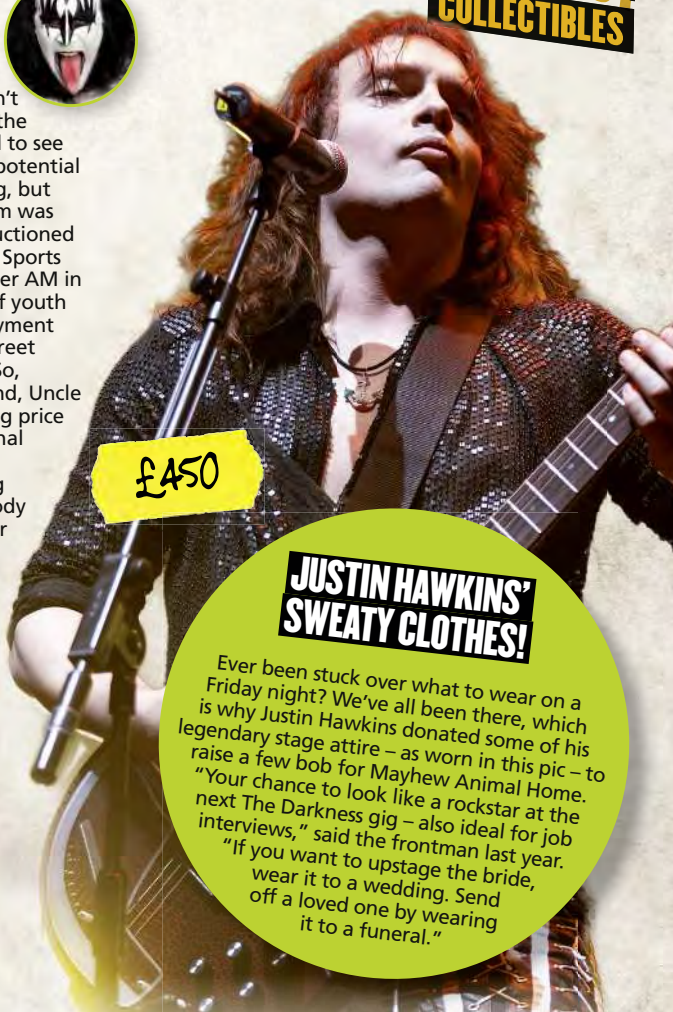 COLLECTIBLES
n't
the
to see
potential
g, but
m was
uctioned
Sports
er AM in
f youth
yment
reet
So,
nd, Uncle
g price
nal
g
ody
r
£450
JUSTIN HAWKINS'
SWEATY CLOTHES!
Ever been stuck over what to wear on a
Friday night? We've all been there, which
is why Justin Hawkins donated some of his
legendary stage attire – as worn in this pic – to
raise a few bob for Mayhew Animal Home.
“Your chance to look like a rockstar at the
next The Darkness gig – also ideal for job
interviews,” said the frontman last year.
“If you want to upstage the bride,
wear it to a wedding. Send
off a loved one by wearing
it to a funeral.”